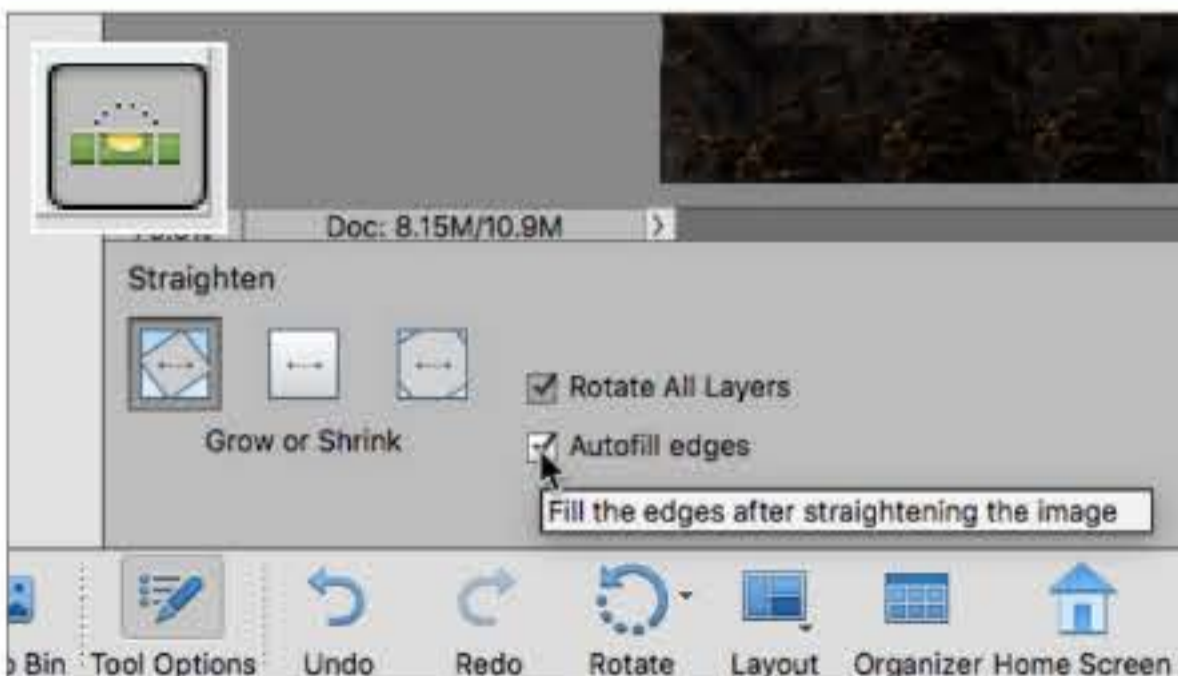 Doc: 8.15M/10.9M >
Straighten
Rotate All Layers
Grow or Shrink
Autofill edges
Fill the edges after straightening the image
Bin Tool Options Undo Redo Rotate Layout Organizer Home Screen